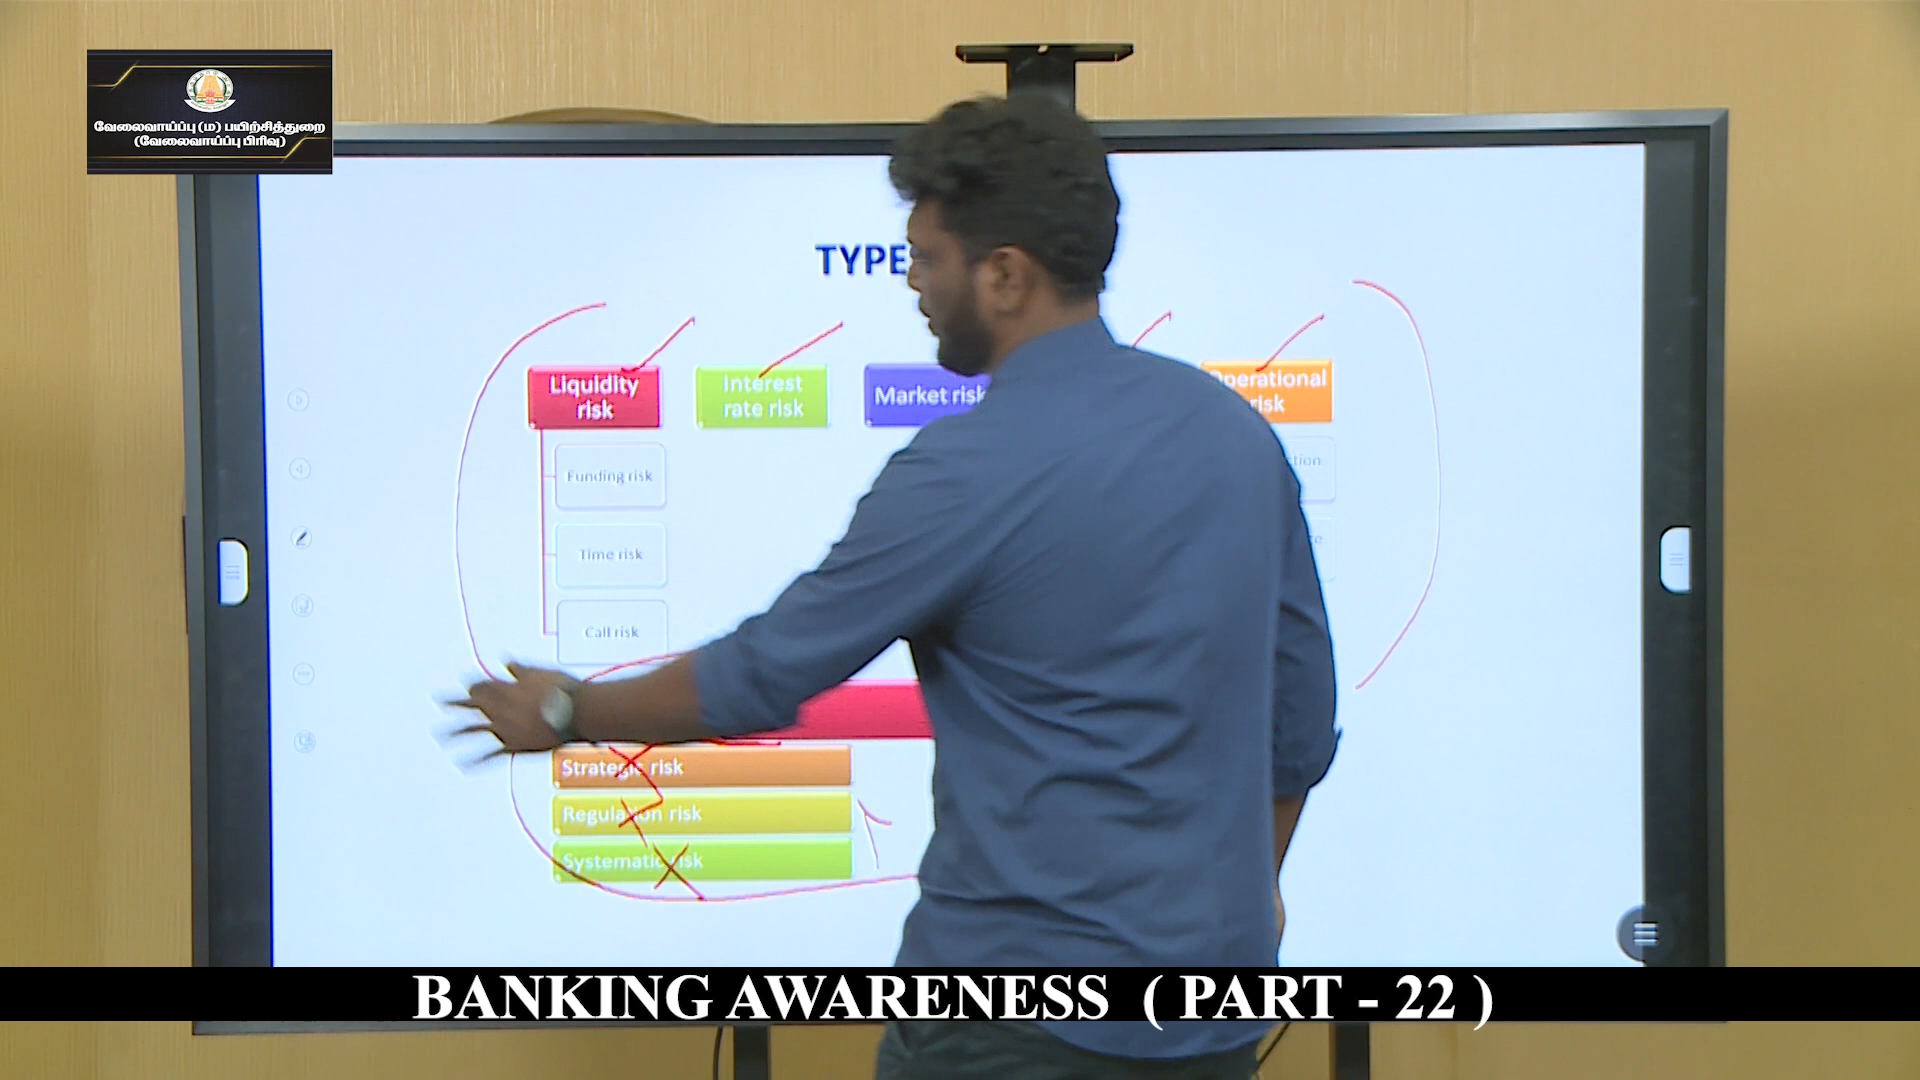 வேலைவாய்ப்பு (ம) பயிற்சித்துறை
(வேலைவாய்ப்பு பிரிவு)
TYPE
Liquidity
risk
Interest
rate risk
Market risk
Operational
risk
Funding risk
Time risk
Call risk
Strategic risk
Regulation risk
Systematic risk
BANKING AWARENESS ( PART - 22 )